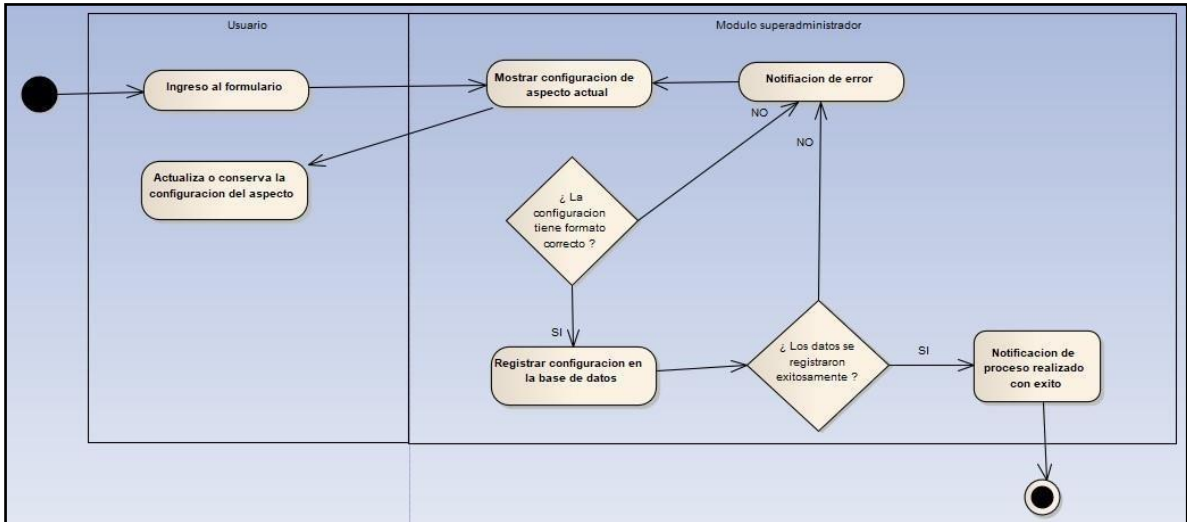 Usuario
Modulo superadministrador
Ingreso al formulario
Mostrar configuracion de
aspecto actual
Notifiacion de error
NO
NO
Actualiza o conserva la
configuracion del aspecto
¿ La
configuracion
tiene formato
correcto ?
SI
Registrar configuracion en
la base de datos
¿ Los datos se
registraron
exitosamente ?
SI
Notificacion de
proceso realizado
con exito